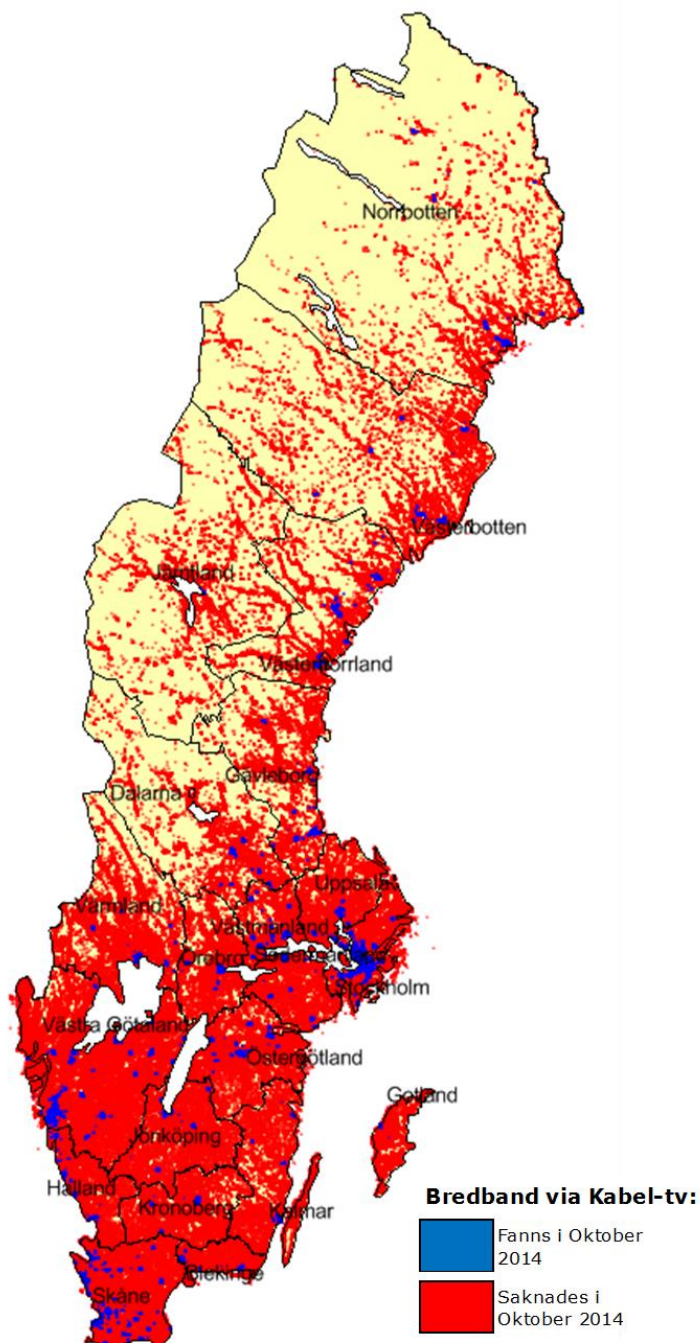 Norrbotten
Västerbotten
Jämtland
Västernorrland
Gävleborg
Dalarna
Uppsala
Värmland
Västmanland
Örebro
Södermanland
Stockholm
Västra Götaland
Östergötland
Gotland
Jönköping
Halland
Kronoberg
Kalmar
Blekinge
Skåne
Bredband via Kabel-tv:
Fanns i Oktober
2014
Saknades i
Oktober 2014